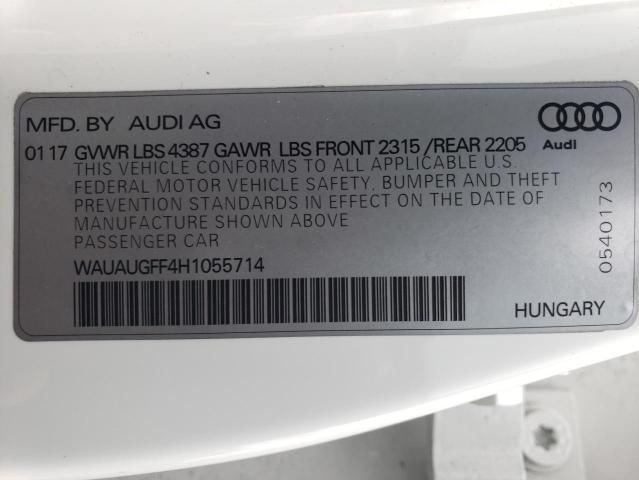 MFD. BY AUDI AG
01 17 GVWR LBS 4387 GAWR LBS FRONT 2315 / REAR 2205
Audi
THIS VEHICLE CONFORMS TO ALL APPLICABLE U.S.
FEDERAL MOTOR VEHICLE SAFETY, BUMPER AND THEFT
PREVENTION STANDARDS IN EFFECT ON THE DATE OF
MANUFACTURE SHOWN ABOVE
PASSENGER CAR
0540173
WAUAUGFF4H1055714
HUNGARY